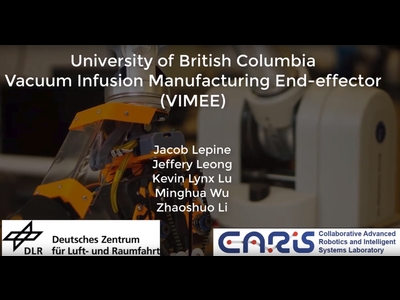 University of British Columbia
Vacuum Infusion Manufacturing End-effector
(VIMEE)
Jacob Lepine
Jeffery Leong
Kevin Lynx Lu
Minghua Wu
Zhaoshuo Li
DLR
Deutsches Zentrum
für Luft- und Raumfahrt
CARIS
Collaborative Advanced
Robotics and Intelligent
Systems Laboratory